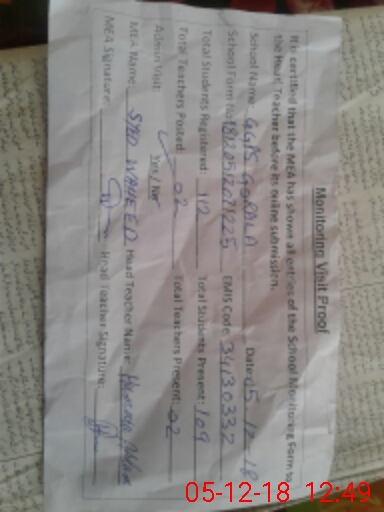 Monitoring Visit Proof
It is certified that the MEA has shown all entries of the School Monitoring Form to
the Head Teacher before its online submission.
School Name: GGPS GORALA Date: 05-12-18
School Form No: EMIS Code: 34130332
Total Students Registered: 112 Total Students Present: 109
Total Teachers Posted: 02 Total Teachers Present: 02
Admin Visit: Yes / No
MEA Name: SYED WAHEED Head Teacher Name:
MEA Signature: Head Teacher Signature:
05-12-18 12:49